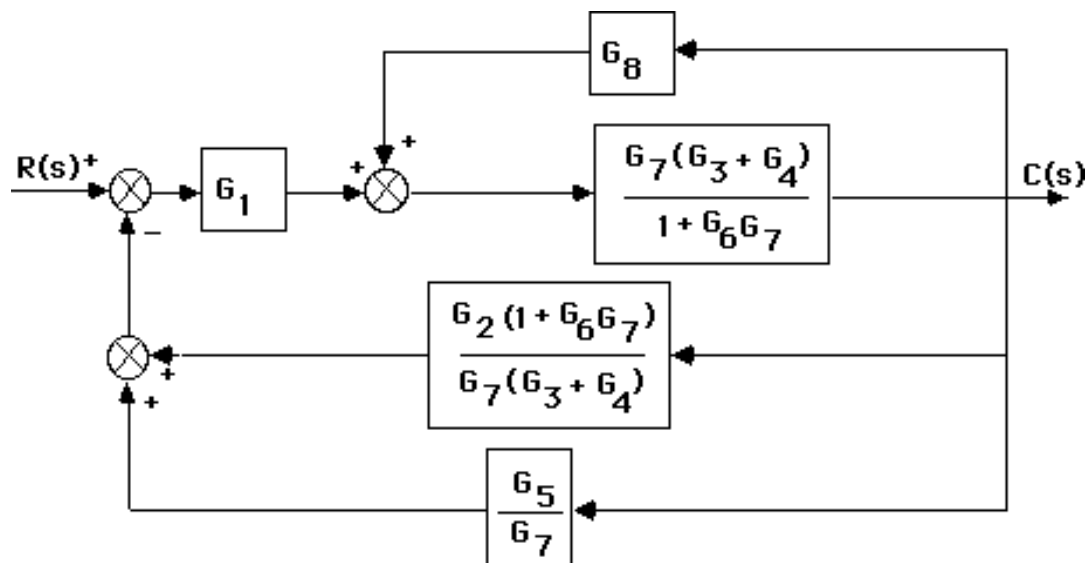 G8
+
+
R(s)+
G1
+
G7(G3 + G4)
1 + G6G7
C(s)
−
G2(1 + G6G7)
G7(G3 + G4)
+
+
G5
G7